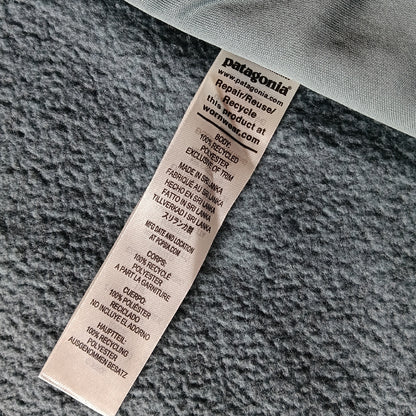 patagonia®
www.patagonia.com
Repair/Reuse/
Recycle
this product at
wornwear.com
BODY:
100% RECYCLED
POLYESTER
EXCLUSIVE OF TRIM
MADE IN SRI LANKA
FABRIQUÉ AU SRI LANKA
HECHO EN SRI LANKA
FATTO IN SRI LANKA
TILLVERKAD I SRI LANKA
スリランカ製
MFG DATE AND LOCATION
AT POPDM.COM
CORPS:
100% RECYCLÉ
POLYESTER
A PART LA GARNITURE
CUERPO:
100% POLIÉSTER
RECICLADO
NO INCLUYE EL ADORNO
HAUPTTEIL:
100% RECYCLING
POLYESTER
AUSGENOMMEN BESATZ